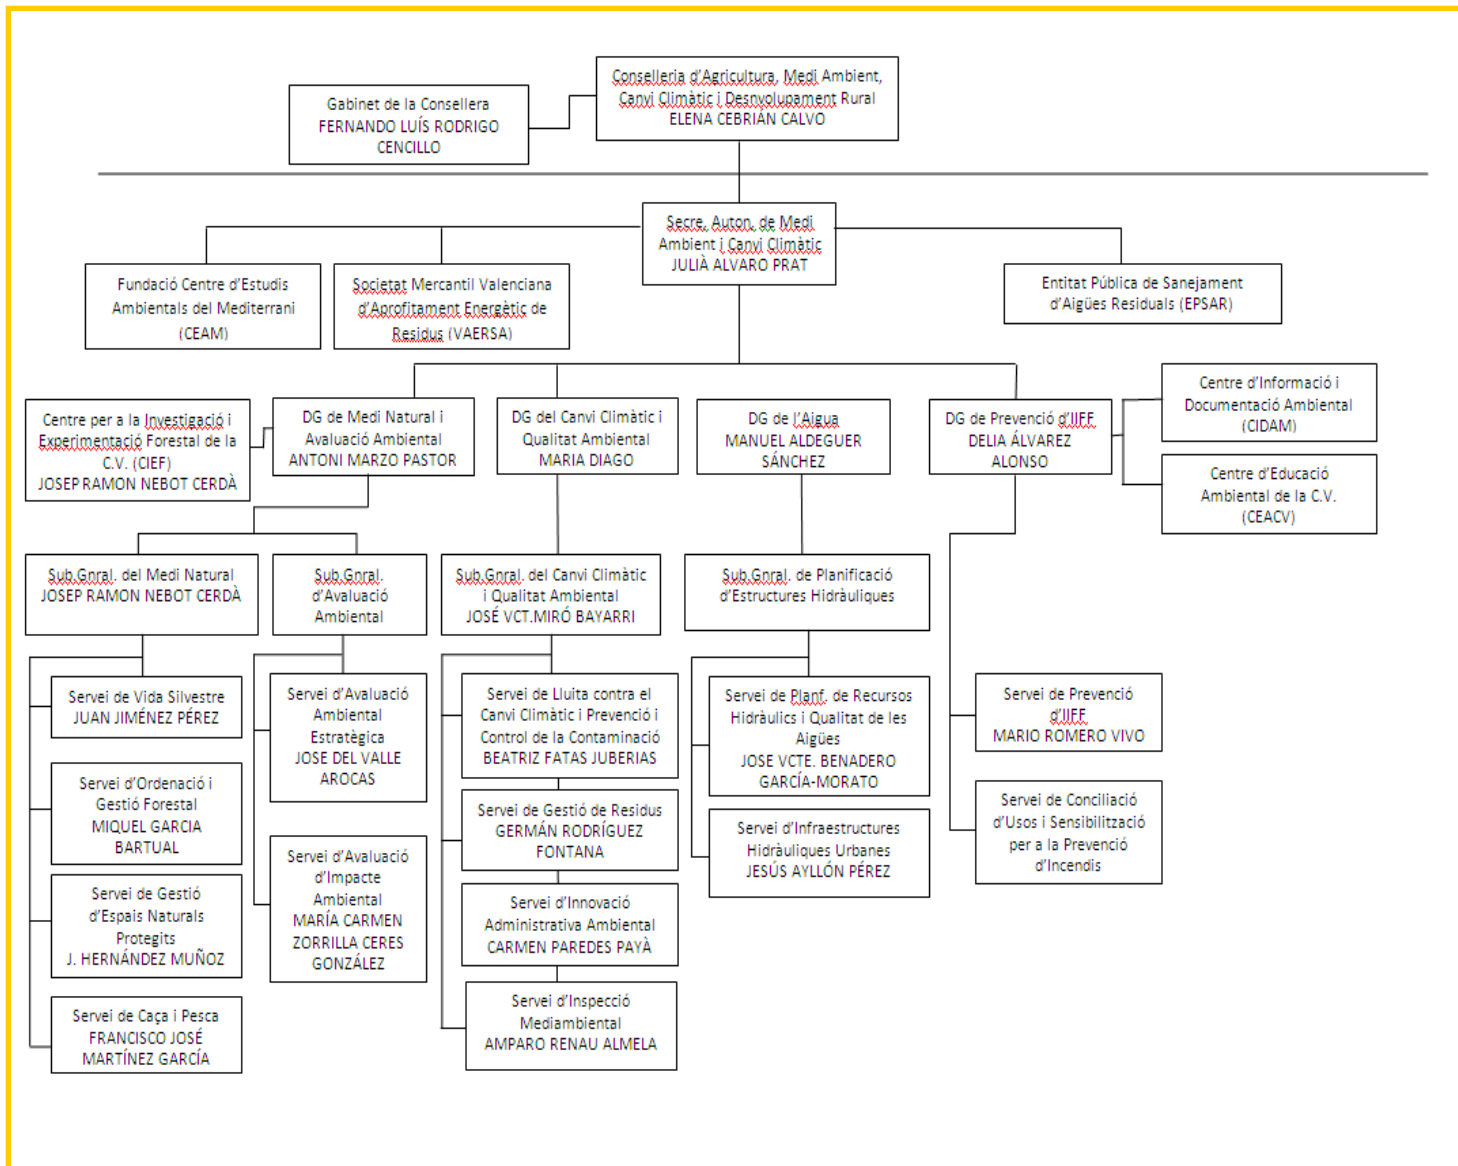 Conselleria d'Agricultura, Medi Ambient,
Canvi Climàtic i Desnvolupament Rural
ELENA CEBRIÁN CALVO
Gabinet de la Consellera
FERNANDO LUÍS RODRIGO
CENCILLO
Secre, Auton, de Medi
Ambient i Canvi Climàtic
JULIÀ ALVARO PRAT
Fundació Centre d'Estudis
Ambientals del Mediterrani
(CEAM)
Societat Mercantil Valenciana
d'Aprofitament Energètic de
Residus (VAERSA)
Entitat Pública de Sanejament
d'Aigües Residuals (EPSAR)
Centre per a la Investigació i
Experimentació Forestal de la
C.V. (CIEF)
JOSEP RAMON NEBOT CERDÀ
DG de Medi Natural i
Avaluació Ambiental
ANTONI MARZO PASTOR
DG del Canvi Climàtic i
Qualitat Ambiental
MARIA DIAGO
DG de l'Aigua
MANUEL ALDEGUER
SÁNCHEZ
DG de Prevenció d'IIFF
DELIA ÁLVAREZ
ALONSO
Centre d'Informació i
Documentació Ambiental
(CIDAM)
Centre d'Educació
Ambiental de la C.V.
(CEACV)
Sub.Gnral. del Medi Natural
JOSEP RAMON NEBOT CERDÀ
Sub.Gnral.
d'Avaluació
Ambiental
Sub.Gnral. del Canvi Climàtic
i Qualitat Ambiental
JOSÉ VCT.MIRÓ BAYARRI
Sub.Gnral. de Planificació
d'Estructures Hidràuliques
Servei de Vida Silvestre
JUAN JIMÉNEZ PÉREZ
Servei d'Ordenació i
Gestió Forestal
MIQUEL GARCIA
BARTUAL
Servei de Gestió
d'Espais Naturals
Protegits
J. HERNÁNDEZ MUÑOZ
Servei de Caça i Pesca
FRANCISCO JOSÉ
MARTÍNEZ GARCÍA
Servei d'Avaluació
Ambiental
Estratègica
JOSE DEL VALLE
AROCAS
Servei d'Avaluació
d'Impacte
Ambiental
MARÍA CARMEN
ZORRILLA CERES
GONZÁLEZ
Servei de Lluita contra el
Canvi Climàtic i Prevenció i
Control de la Contaminació
BEATRIZ FATAS JUBERIAS
Servei de Gestió de Residus
GERMÁN RODRÍGUEZ
FONTANA
Servei d'Innovació
Administrativa Ambiental
CARMEN PAREDES PAYÀ
Servei d'Inspecció
Mediambiental
AMPARO RENAU ALMELA
Servei de Planf. de Recursos
Hidràulics i Qualitat de les
Aigües
JOSE VCTE. BENADERO
GARCÍA-MORATO
Servei d'Infraestructures
Hidràuliques Urbanes
JESÚS AYLLÓN PÉREZ
Servei de Prevenció
d'IIFF
MARIO ROMERO VIVO
Servei de Conciliació
d'Usos i Sensibilització
per a la Prevenció
d'Incendis